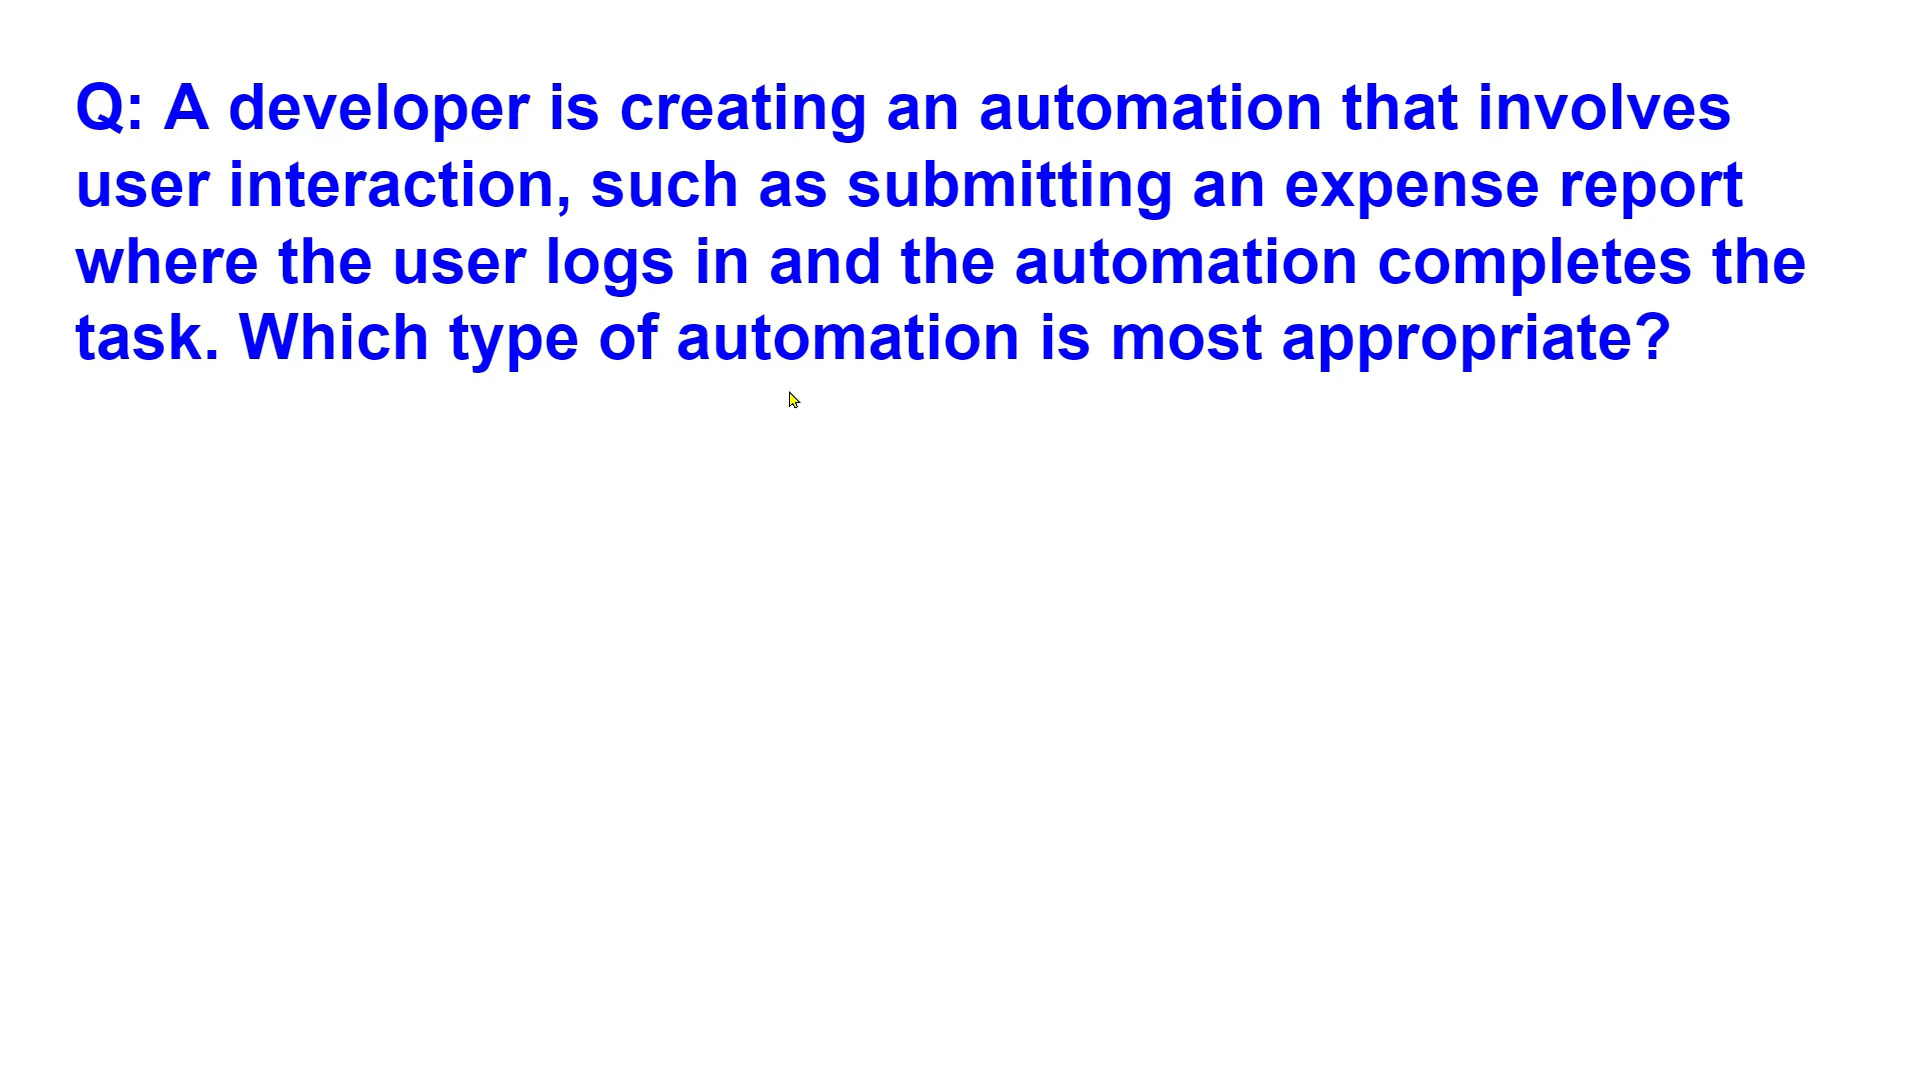 Q: A developer is creating an automation that involves
user interaction, such as submitting an expense report
where the user logs in and the automation completes the
task. Which type of automation is most appropriate?